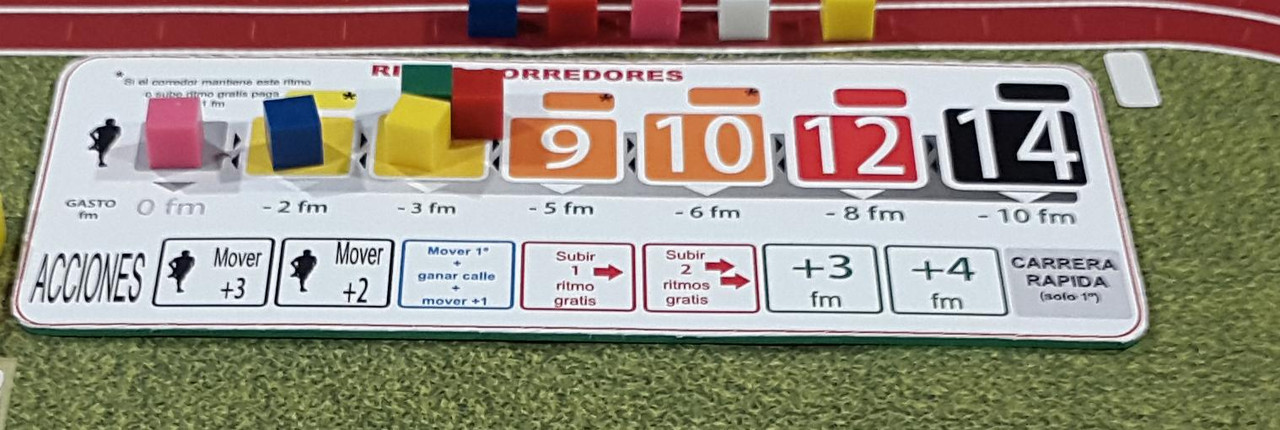 RI ORREDORES
*Si el corredor mantiene este ritmo
o sube ritmo gratis paga
1 fm
*
*
*
9
10
12
14
GASTO
fm
0 fm
- 2 fm
- 3 fm
- 5 fm
- 6 fm
- 8 fm
- 10 fm
ACCIONES
Mover
+3
Mover
+2
Mover 1º
+
ganar calle
+
mover +1
Subir
1
ritmo
gratis
Subir
2
ritmos
gratis
+3
fm
+4
fm
CARRERA
RAPIDA
(solo 1º)